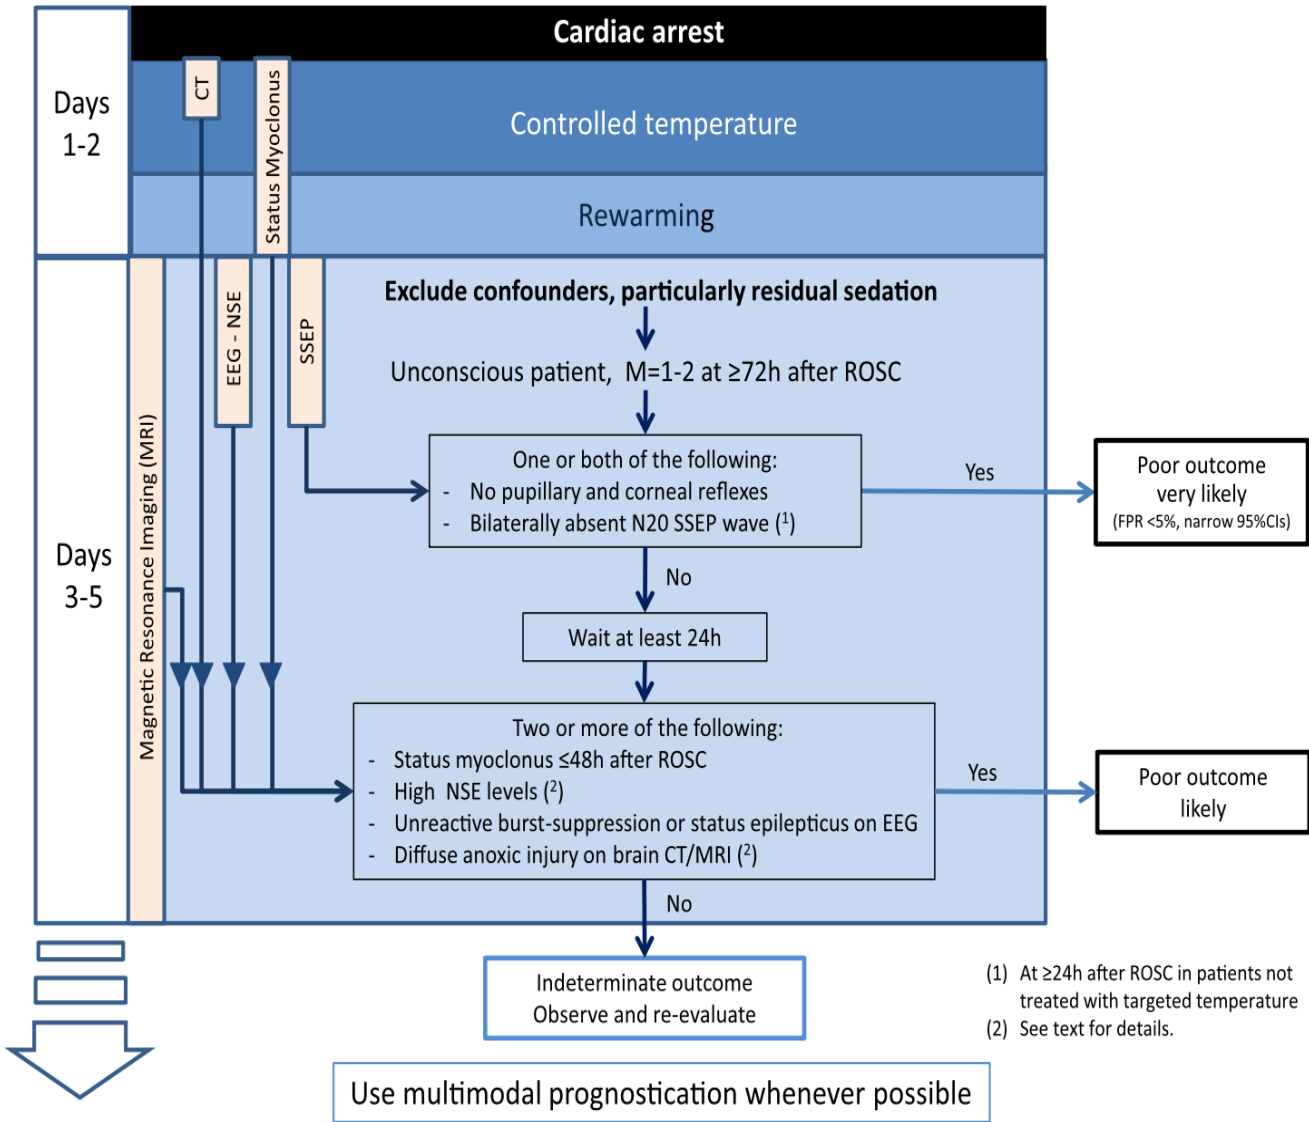 Cardiac arrest
Days
1-2
CT
Status Myoclonus
Controlled temperature
Rewarming
Days
3-5
Magnetic Resonance Imaging (MRI)
EEG - NSE
SSEP
Exclude confounders, particularly residual sedation
Unconscious patient, M=1-2 at ≥72h after ROSC
One or both of the following:
- No pupillary and corneal reflexes
- Bilaterally absent N20 SSEP wave (¹)
Yes
Poor outcome
very likely
(FPR <5%, narrow 95%CIs)
No
Wait at least 24h
Two or more of the following:
- Status myoclonus ≤48h after ROSC
- High NSE levels (²)
- Unreactive burst-suppression or status epilepticus on EEG
- Diffuse anoxic injury on brain CT/MRI (²)
Yes
Poor outcome
likely
No
Indeterminate outcome
Observe and re-evaluate
(1) At ≥24h after ROSC in patients not
treated with targeted temperature
(2) See text for details.
Use multimodal prognostication whenever possible